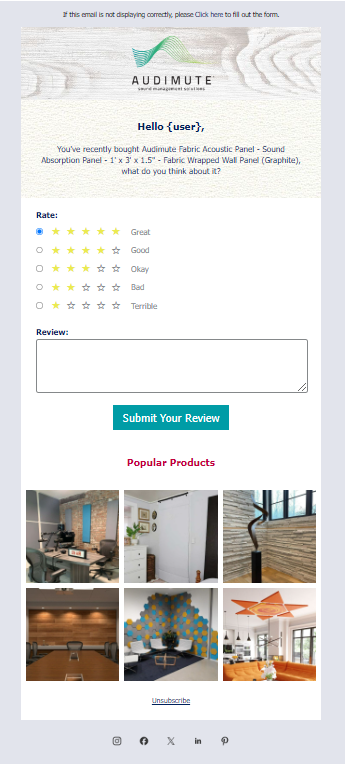 If this email is not displaying correctly, please Click here to fill out the form.
AUDIMUTE
sound management solutions
Hello {user},
You've recently bought Audimute Fabric Acoustic Panel - Sound
Absorption Panel - 1' x 3' x 1.5" - Fabric Wrapped Wall Panel (Graphite),
what do you think about it?
Rate:
Great
Good
Okay
Bad
Terrible
Review:
Submit Your Review
Popular Products
Unsubscribe